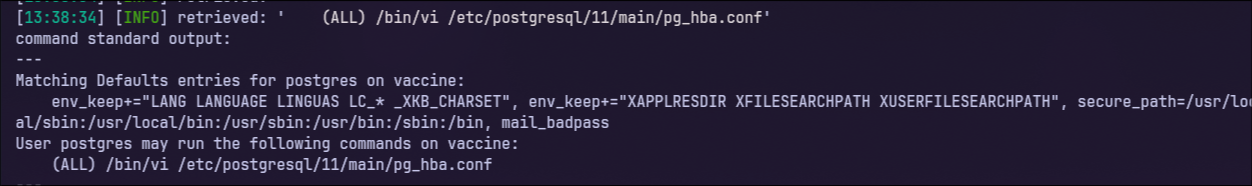 [13:38:34] [INFO] retrieved: '    (ALL) /bin/vi /etc/postgresql/11/main/pg_hba.conf'
command standard output:
---
Matching Defaults entries for postgres on vaccine:
    env_keep+="LANG LANGUAGE LINGUAS LC_* _XKB_CHARSET", env_keep+="XAPPLRESDIR XFILESEARCHPATH XUSERFILESEARCHPATH", secure_path=/usr/loc
al/sbin:/usr/local/bin:/usr/sbin:/usr/bin:/sbin:/bin, mail_badpass
User postgres may run the following commands on vaccine:
    (ALL) /bin/vi /etc/postgresql/11/main/pg_hba.conf
---